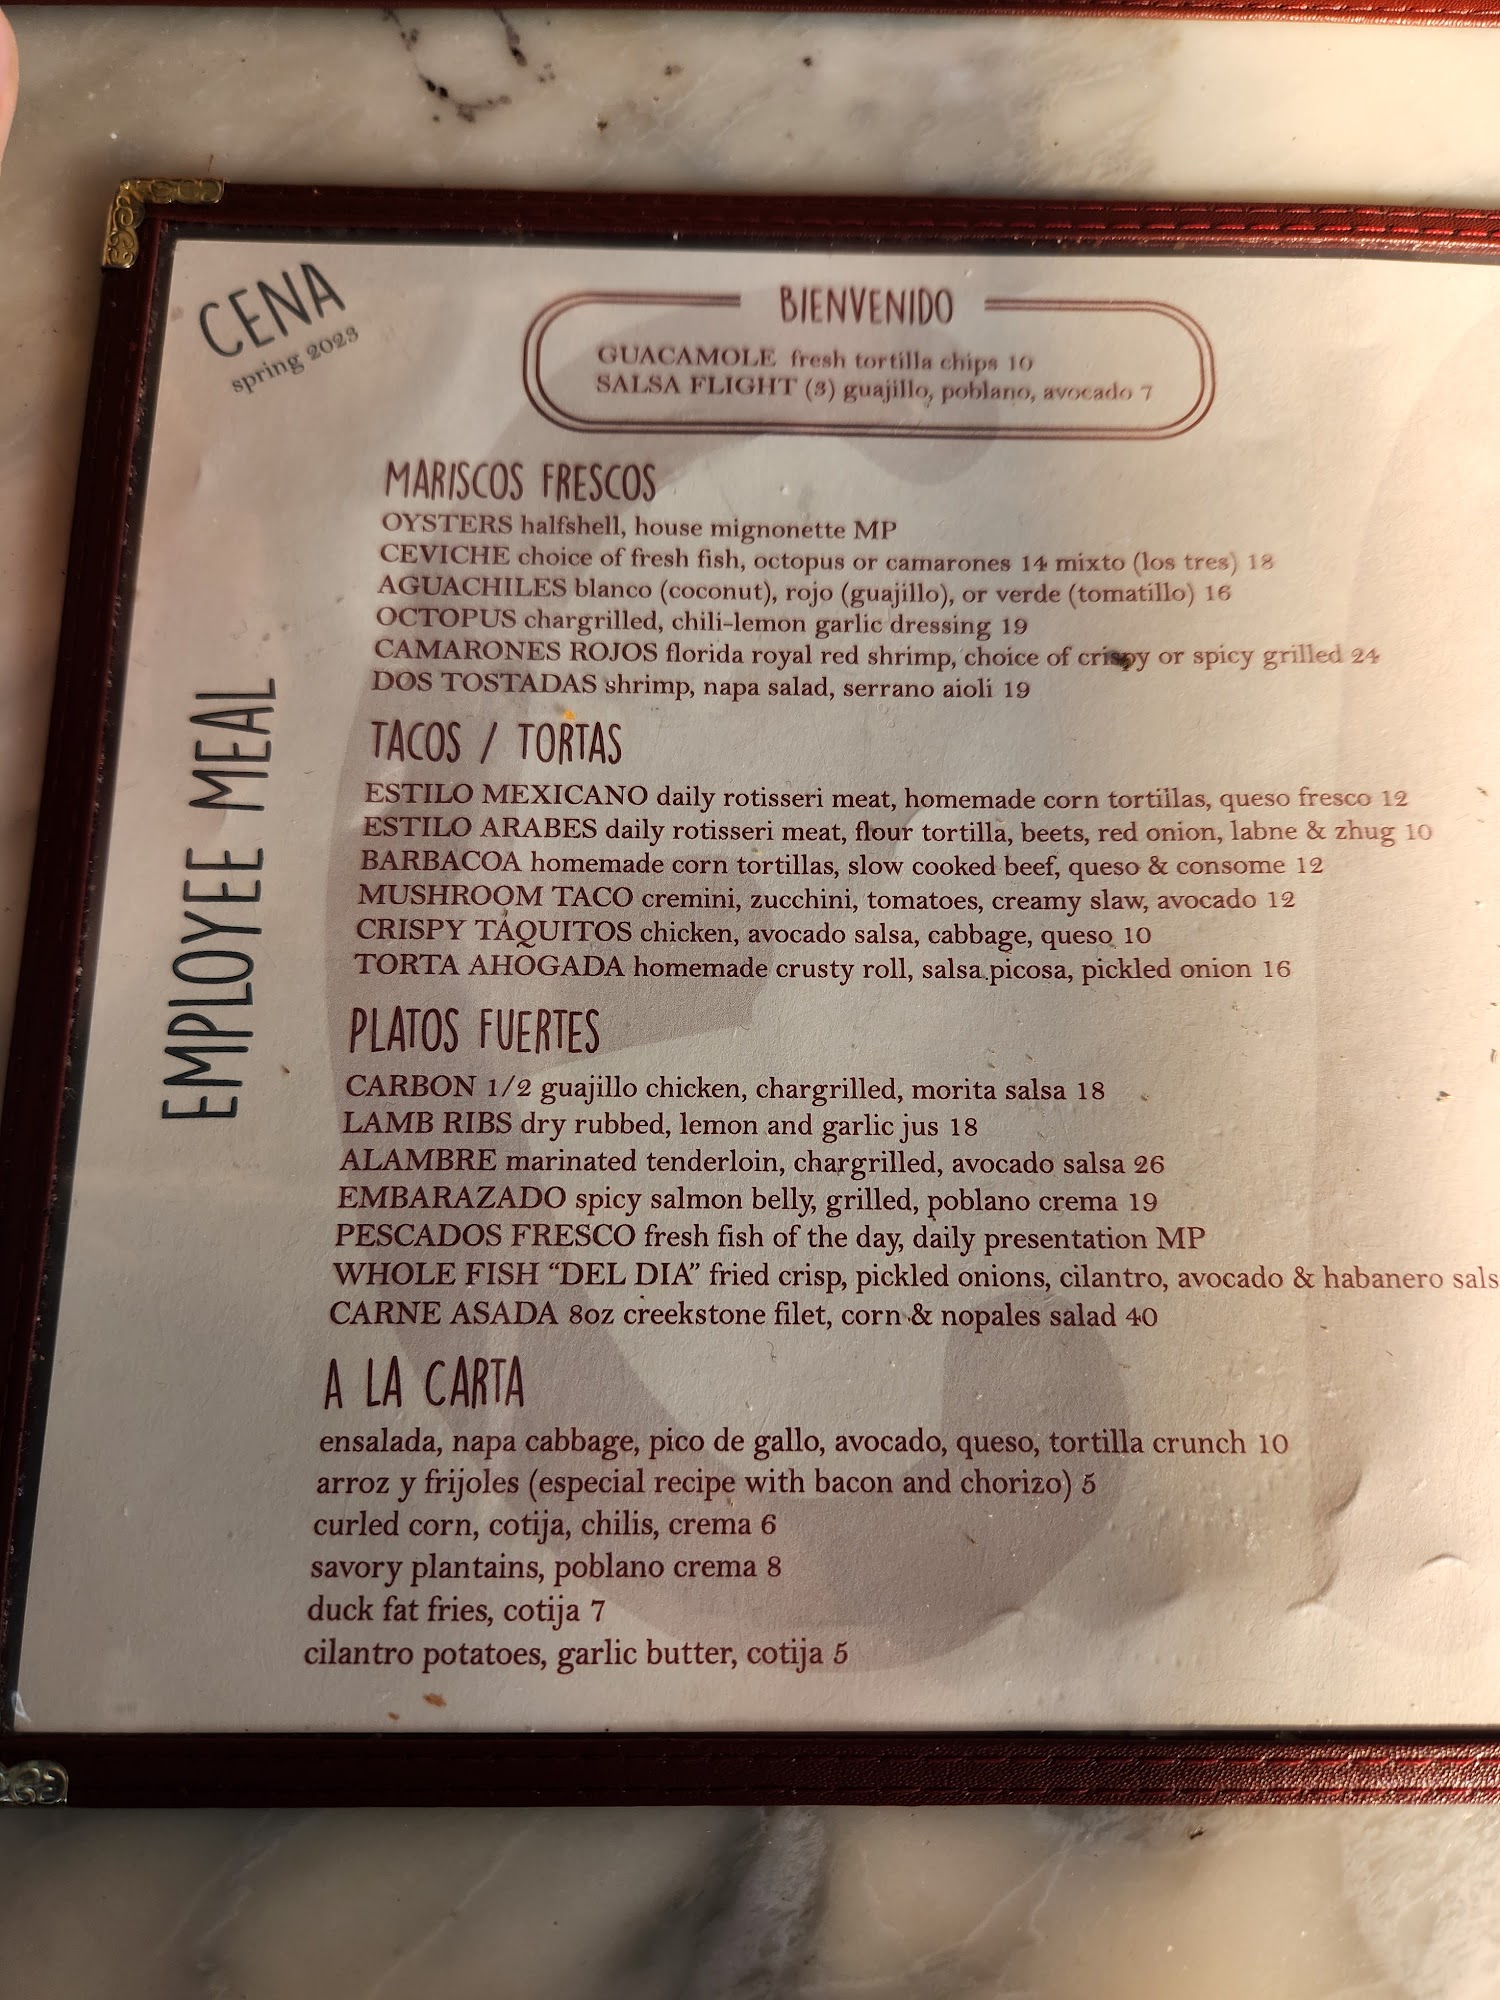 CENA
spring 2023
BIENVENIDO
GUACAMOLE fresh tortilla chips 10
SALSA FLIGHT (3) guajillo, poblano, avocado 7
EMPLOYEE MEAL
MARISCOS FRESCOS
OYSTERS halfshell, house mignonette MP
CEVICHE choice of fresh fish, octopus or camarones 14 mixto (los tres) 18
AGUACHILES blanco (coconut), rojo (guajillo), or verde (tomatillo) 16
OCTOPUS chargrilled, chili-lemon garlic dressing 19
CAMARONES ROJOS florida royal red shrimp, choice of crispy or spicy grilled 24
DOS TOSTADAS shrimp, napa salad, serrano aioli 19
TACOS / TORTAS
ESTILO MEXICANO daily rotisseri meat, homemade corn tortillas, queso fresco 12
ESTILO ARABES daily rotisseri meat, flour tortilla, beets, red onion, labne & zhug 10
BARBACOA homemade corn tortillas, slow cooked beef, queso & consome 12
MUSHROOM TACO cremini, zucchini, tomatoes, creamy slaw, avocado 12
CRISPY TAQUITOS chicken, avocado salsa, cabbage, queso 10
TORTA AHOGADA homemade crusty roll, salsa picosa, pickled onion 16
PLATOS FUERTES
CARBON 1/2 guajillo chicken, chargrilled, morita salsa 18
LAMB RIBS dry rubbed, lemon and garlic jus 18
ALAMBRE marinated tenderloin, chargrilled, avocado salsa 26
EMBARAZADO spicy salmon belly, grilled, poblano crema 19
PESCADOS FRESCO fresh fish of the day, daily presentation MP
WHOLE FISH “DEL DIA” fried crisp, pickled onions, cilantro, avocado & habanero sals
CARNE ASADA 8oz creekstone filet, corn & nopales salad 40
A LA CARTA
ensalada, napa cabbage, pico de gallo, avocado, queso, tortilla crunch 10
arroz y frijoles (especial recipe with bacon and chorizo) 5
curled corn, cotija, chilis, crema 6
savory plantains, poblano crema 8
duck fat fries, cotija 7
cilantro potatoes, garlic butter, cotija 5